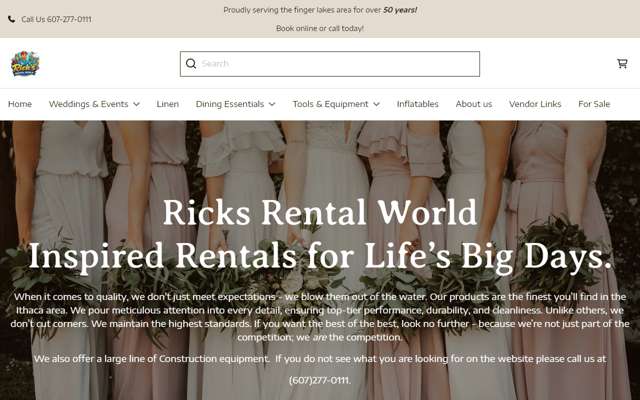 Proudly serving the finger lakes area for over 50 years!
Call Us 607-277-0111
Book online or call today!
Rick's
Search
Home
Weddings & Events
Linen
Dining Essentials
Tools & Equipment
Inflatables
About us
Vendor Links
For Sale
Ricks Rental World
Inspired Rentals for Life's Big Days.
When it comes to quality, we don't just meet expectations - we blow them out of the water. Our products are the finest you'll find in the
Ithaca area. We pour meticulous attention into every detail, ensuring top-tier performance, durability, and cleanliness. Unlike others, we
don't cut corners. We maintain the highest standards. If you want the best of the best, look no further - because we're not just part of the
competition; we are the competition.
We also offer a large line of Construction equipment.  If you do not see what you are looking for on the website please call us at
(607)277-0111.